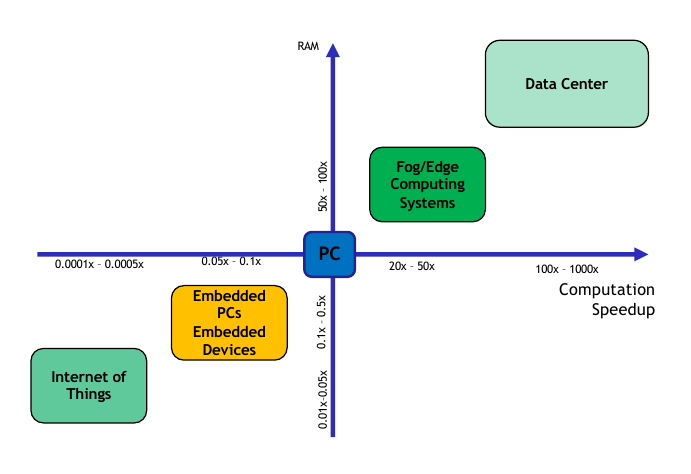 RAM
Data Center
Fog/Edge
Computing
Systems
50x – 100x
PC
0.0001x – 0.0005x
0.05x – 0.1x
20x – 50x
100x – 1000x
Computation
Speedup
Embedded
PCs
Embedded
Devices
0.1x – 0.5x
Internet of
Things
0.01x-0.05x